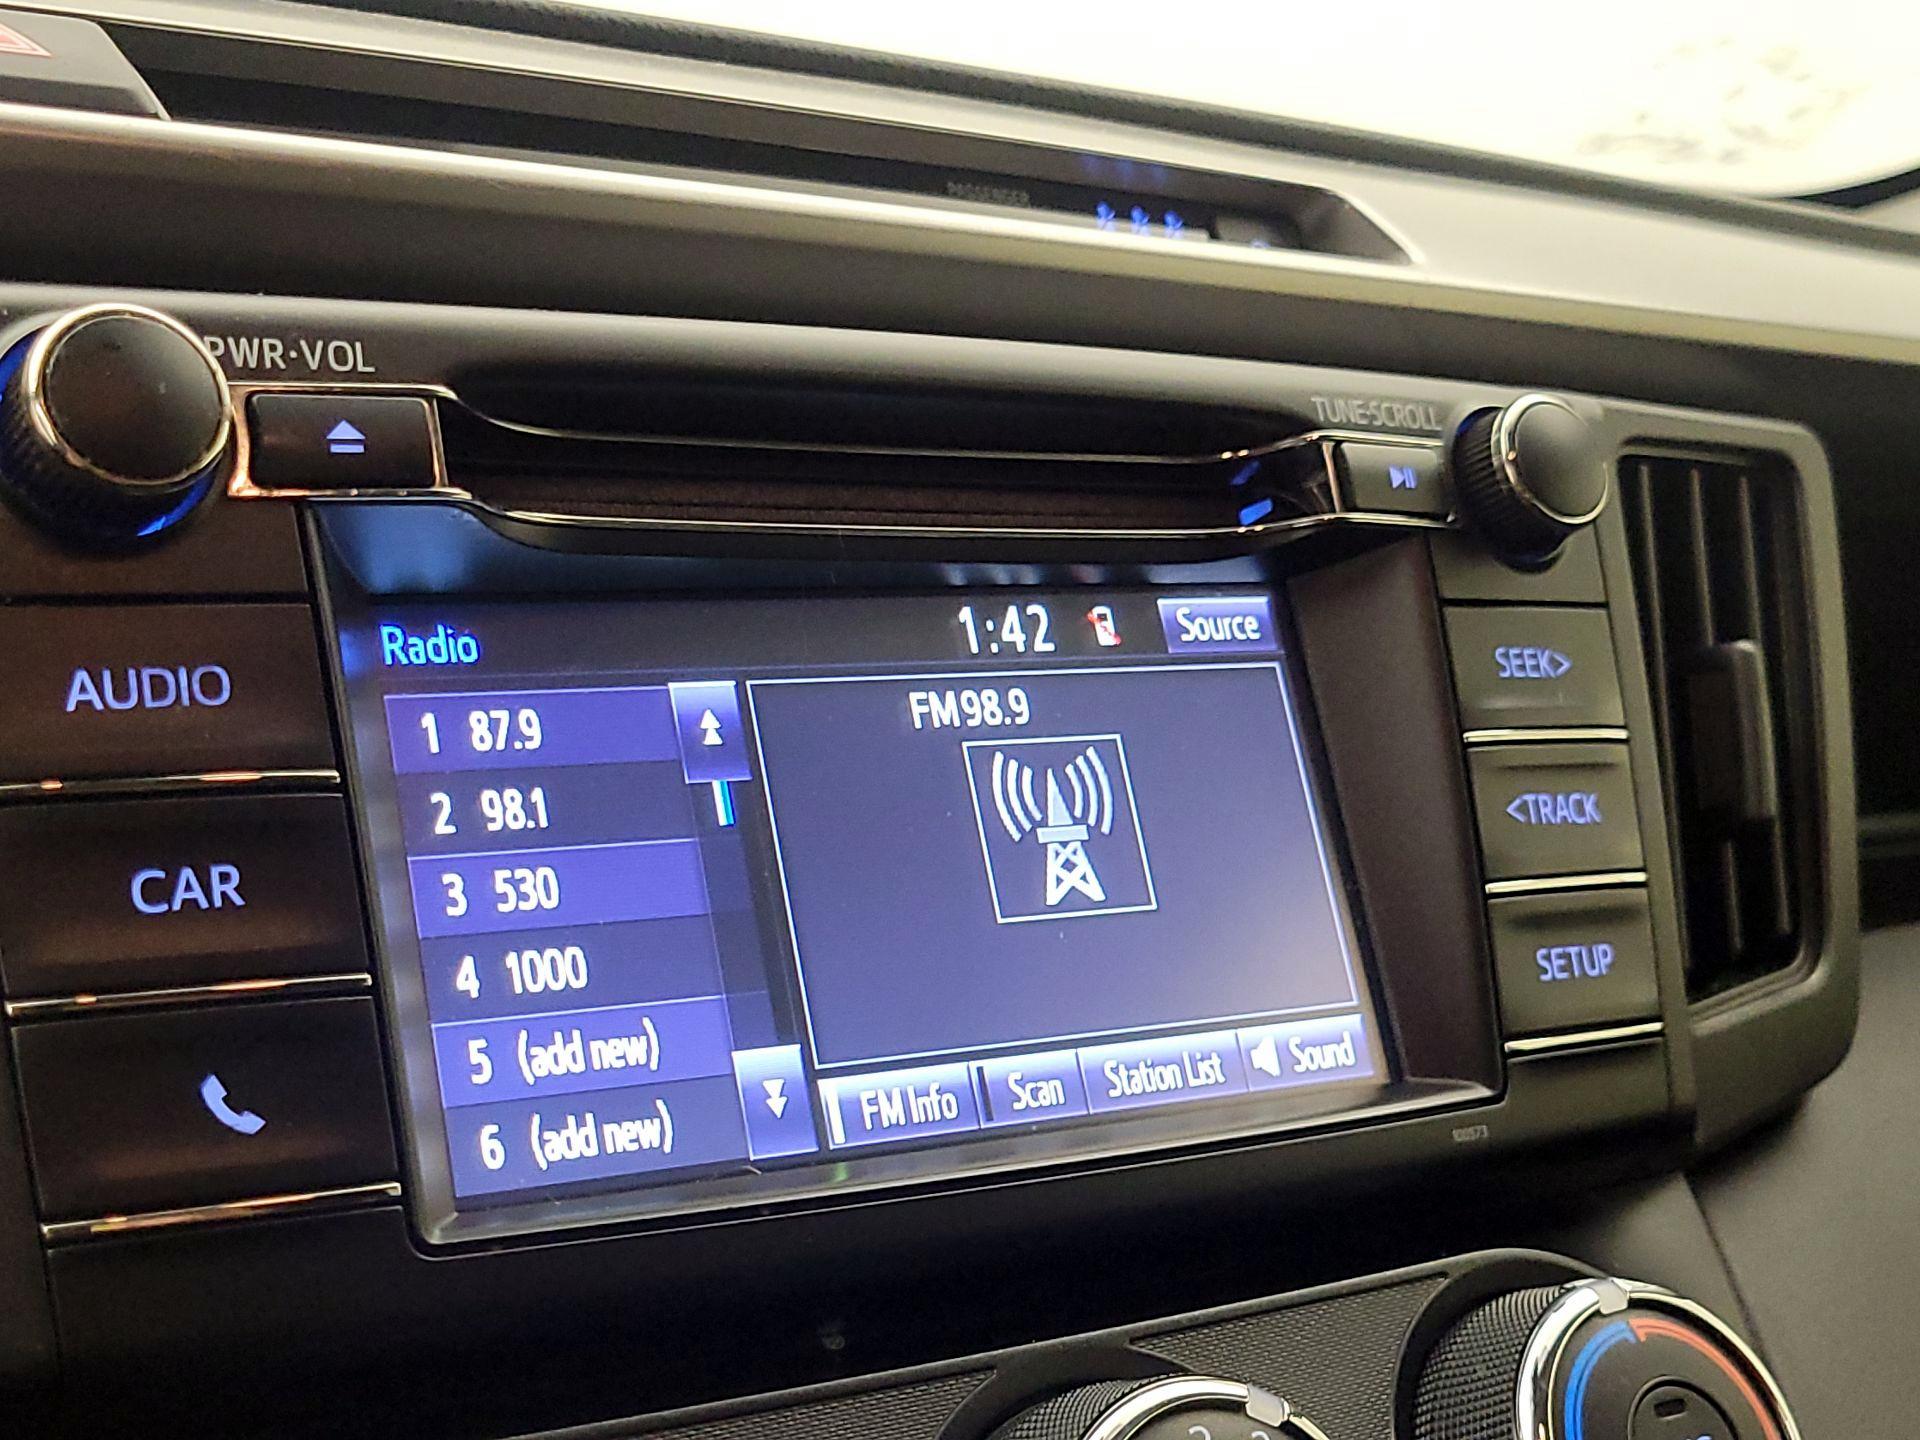 PASSENGER
PWR•VOL
TUNE•SCROLL
AUDIO
CAR
Radio
1:42
Source
1 87.9
2 98.1
3 530
4 1000
5 (add new)
6 (add new)
FM98.9
FM Info
Scan
Station List
Sound
SEEK>
<TRACK
SETUP